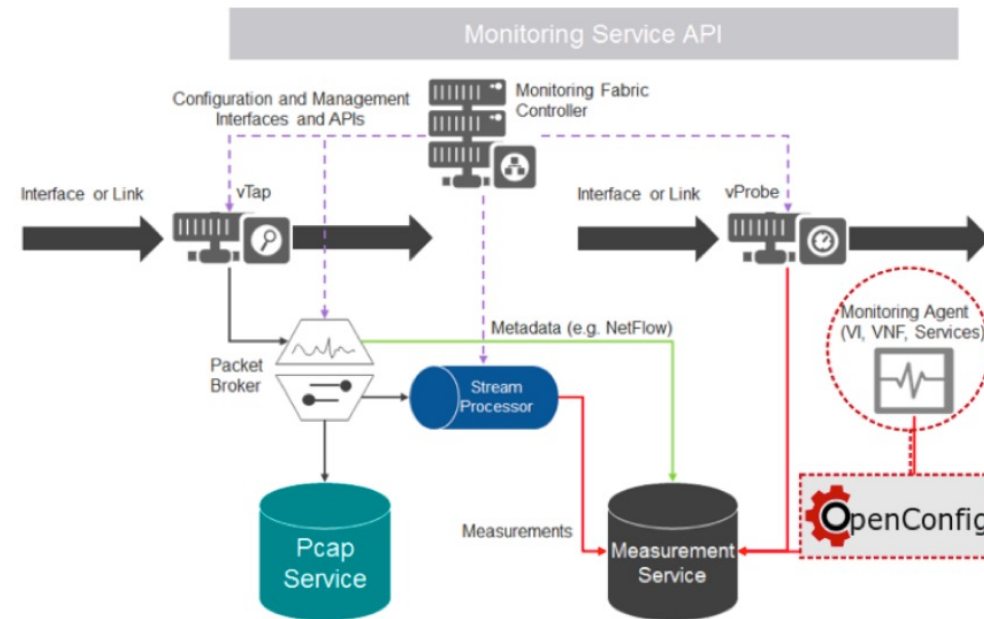 Monitoring Service API
Configuration and Management
Interfaces and APIs
Monitoring Fabric
Controller
Interface or Link
vTap
Interface or Link
vProbe
Monitoring Agent
(VI, VNF, Services)
Metadata (e.g. NetFlow)
Packet
Broker
Stream
Processor
OpenConfig
Measurements
Pcap
Service
Measurement
Service